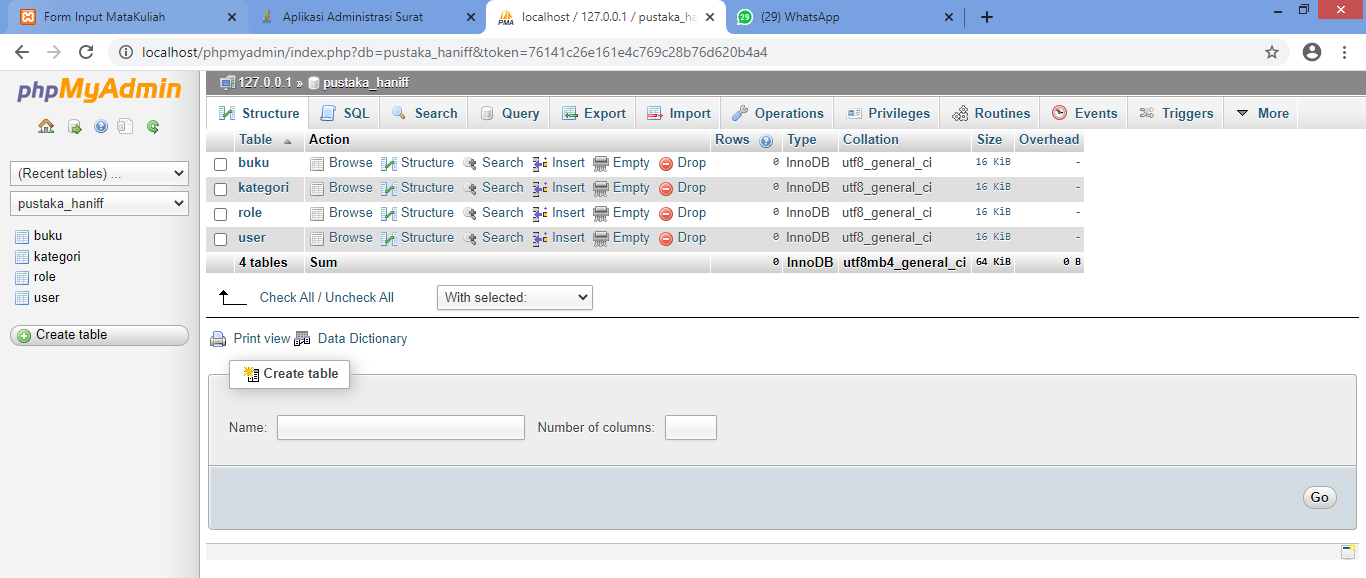 Form Input MataKuliah
Aplikasi Administrasi Surat
PMA localhost / 127.0.0.1 / pustaka_ha
29 (29) WhatsApp
localhost/phpmyadmin/index.php?db=pustaka_haniff&token=76141c26e161e4c769c28b76d620b4a4
phpMyAdmin
(Recent tables) ...
pustaka_haniff
buku
kategori
role
user
Create table
127.0.0.1 » pustaka_haniff
Structure SQL Search Query Export Import Operations Privileges Routines Events Triggers More
Table Action Rows Type Collation Size Overhead
buku Browse Structure Search Insert Empty Drop 0 InnoDB utf8_general_ci 16 KiB -
kategori Browse Structure Search Insert Empty Drop 0 InnoDB utf8_general_ci 16 KiB -
role Browse Structure Search Insert Empty Drop 0 InnoDB utf8_general_ci 16 KiB -
user Browse Structure Search Insert Empty Drop 0 InnoDB utf8_general_ci 16 KiB -
4 tables Sum 0 InnoDB utf8mb4_general_ci 64 KiB 0 B
Check All / Uncheck All With selected:
Print view Data Dictionary
Create table
Name: Number of columns:
Go